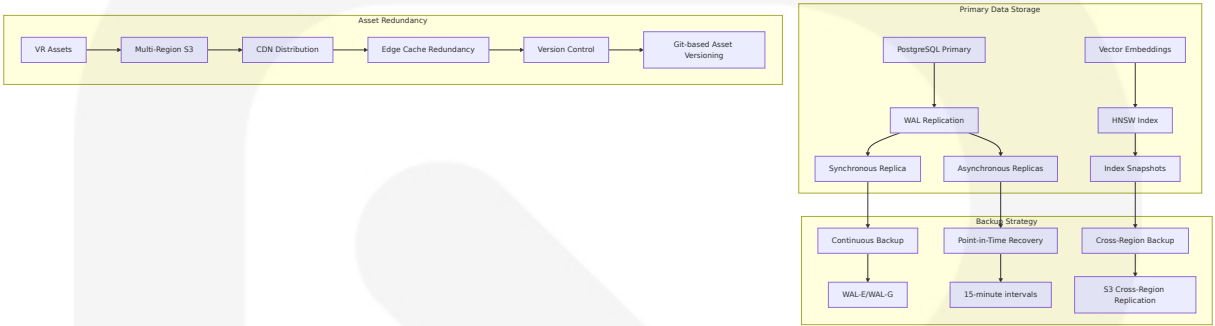 Asset Redundancy
VR Assets
Multi-Region S3
CDN Distribution
Edge Cache Redundancy
Version Control
Git-based Asset
Versioning
Primary Data Storage
PostgreSQL Primary
Vector Embeddings
WAL Replication
HNSW Index
Synchronous Replica
Asynchronous Replicas
Index Snapshots
Backup Strategy
Continuous Backup
Point-in-Time Recovery
Cross-Region Backup
WAL-E/WAL-G
15-minute intervals
S3 Cross-Region
Replication